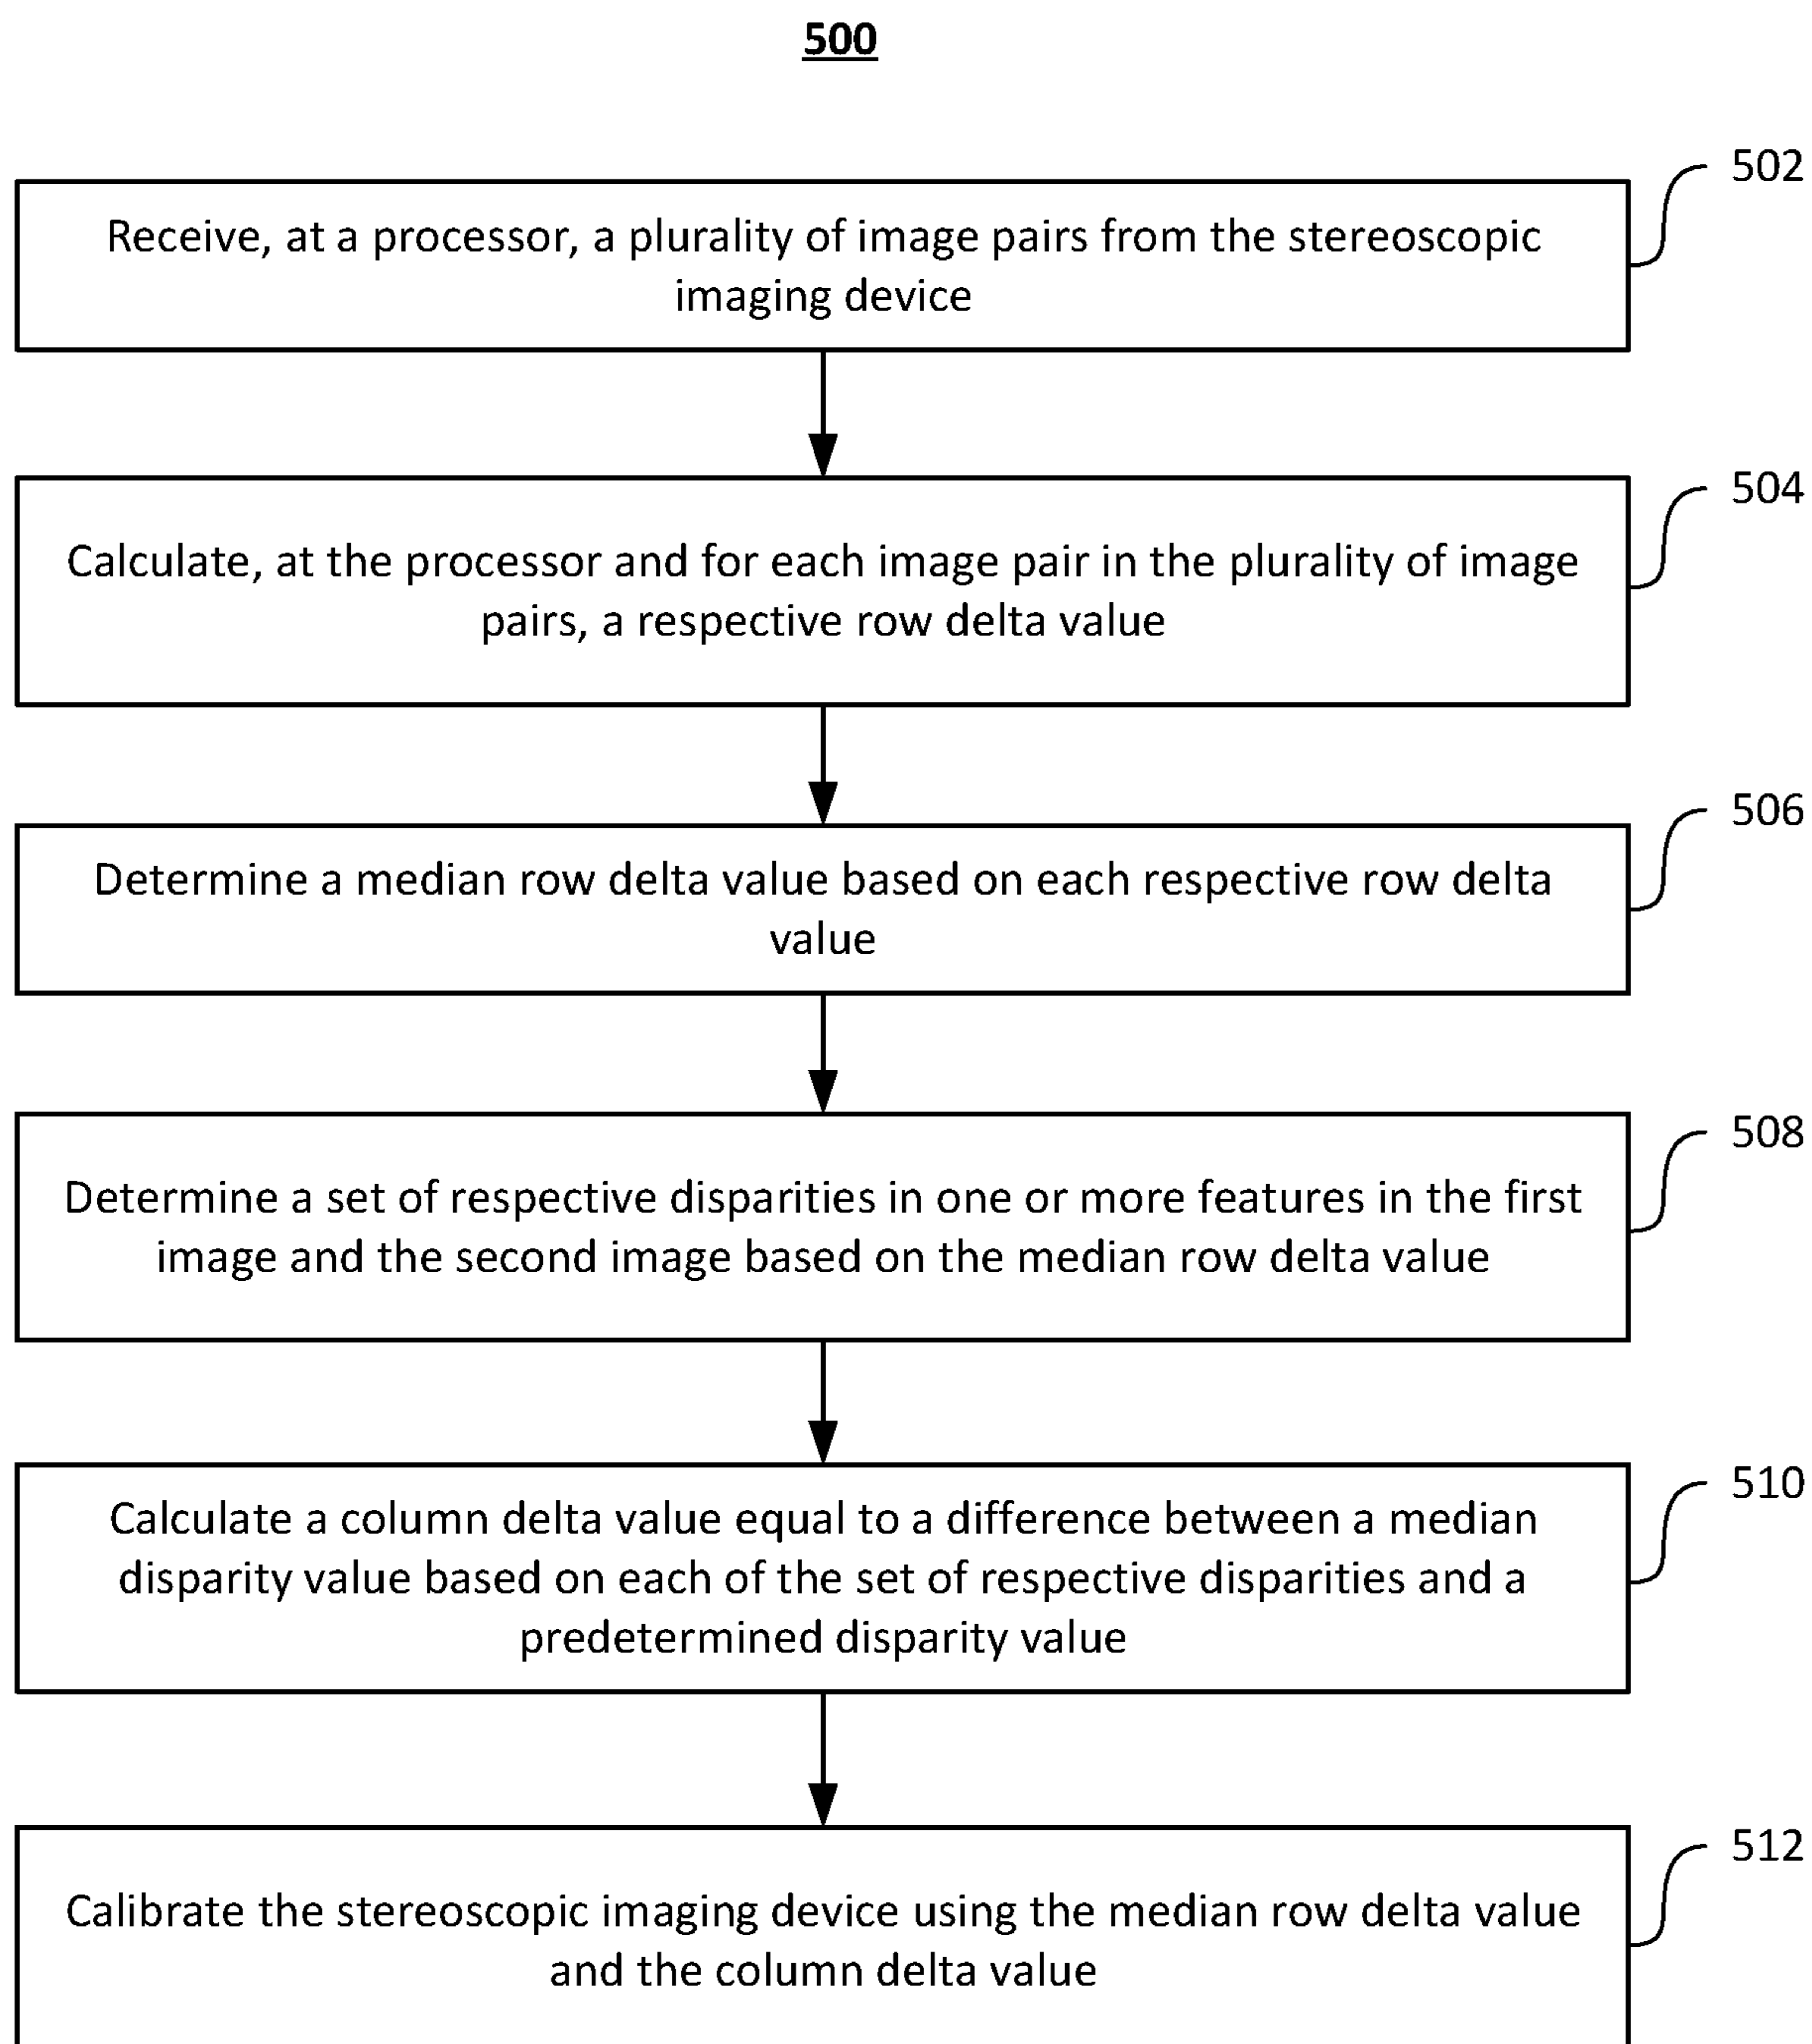 500
502
Receive, at a processor, a plurality of image pairs from the stereoscopic
imaging device
504
Calculate, at the processor and for each image pair in the plurality of image
pairs, a respective row delta value
506
Determine a median row delta value based on each respective row delta
value
508
Determine a set of respective disparities in one or more features in the first
image and the second image based on the median row delta value
510
Calculate a column delta value equal to a difference between a median
disparity value based on each of the set of respective disparities and a
predetermined disparity value
512
Calibrate the stereoscopic imaging device using the median row delta value
and the column delta value